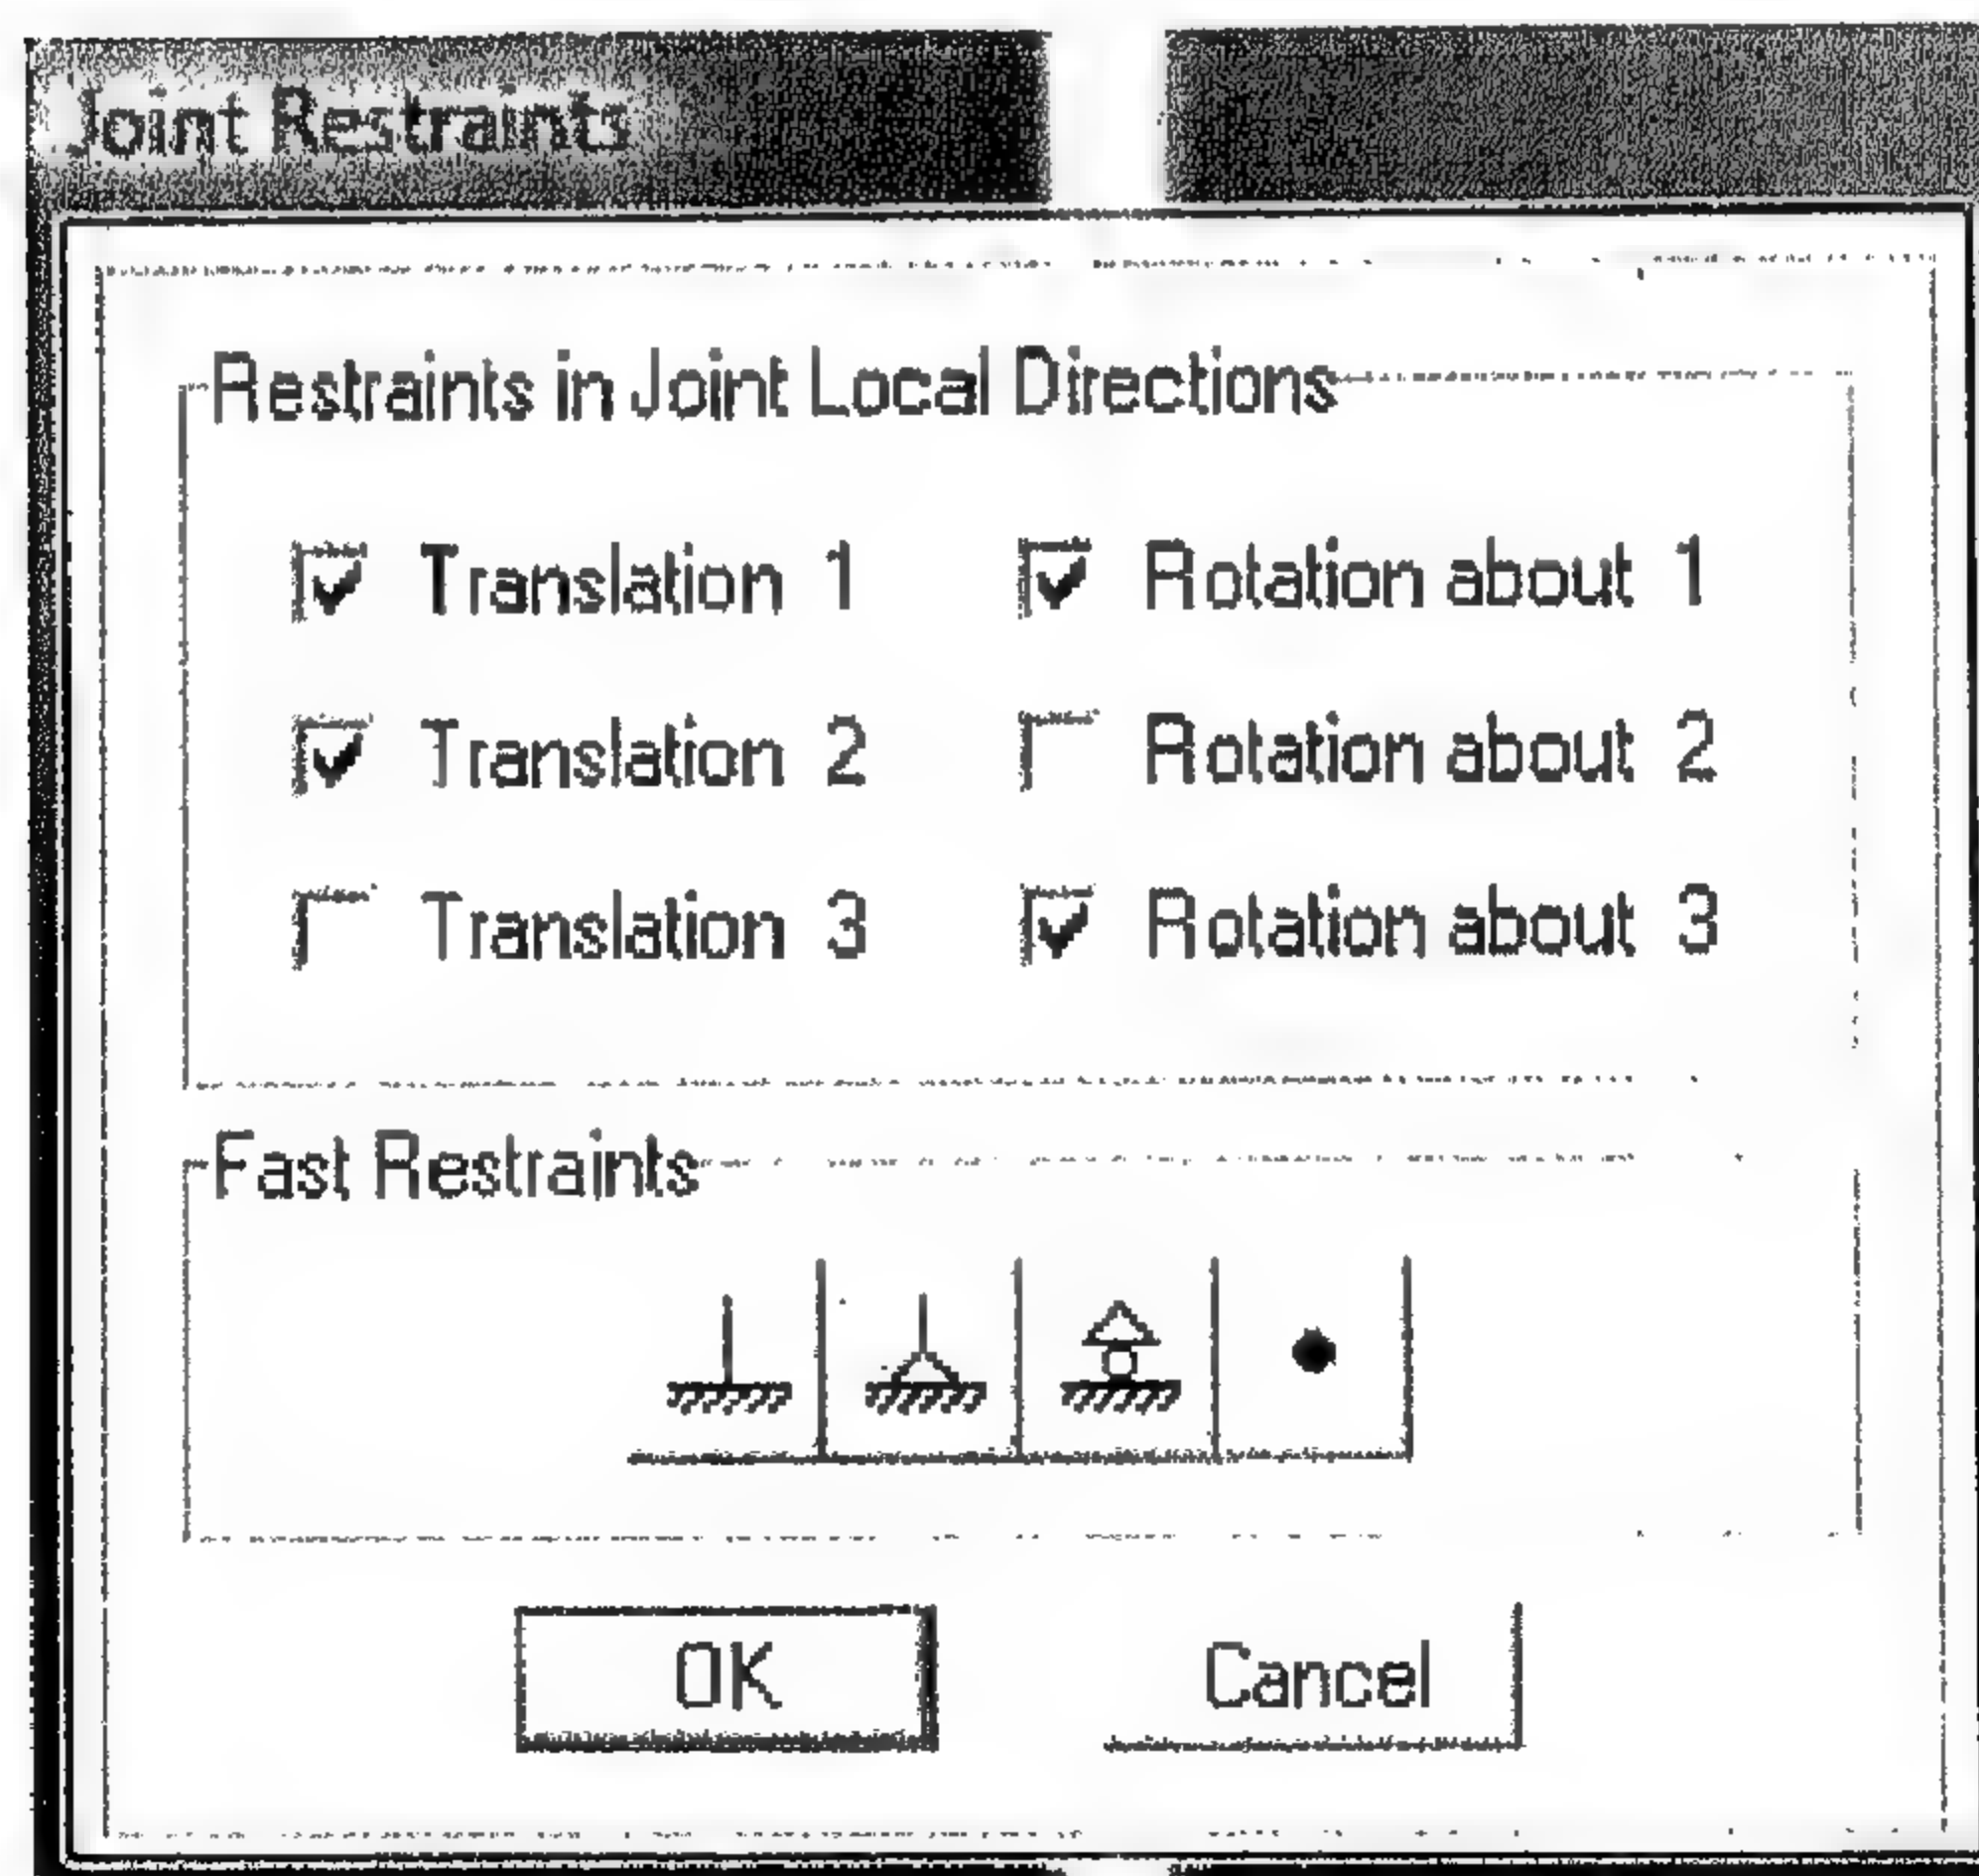 Joint Restraints
Restraints in Joint Local Directions
Translation 1 Rotation about 1
Translation 2 Rotation about 2
Translation 3 Rotation about 3
Fast Restraints
OK Cancel